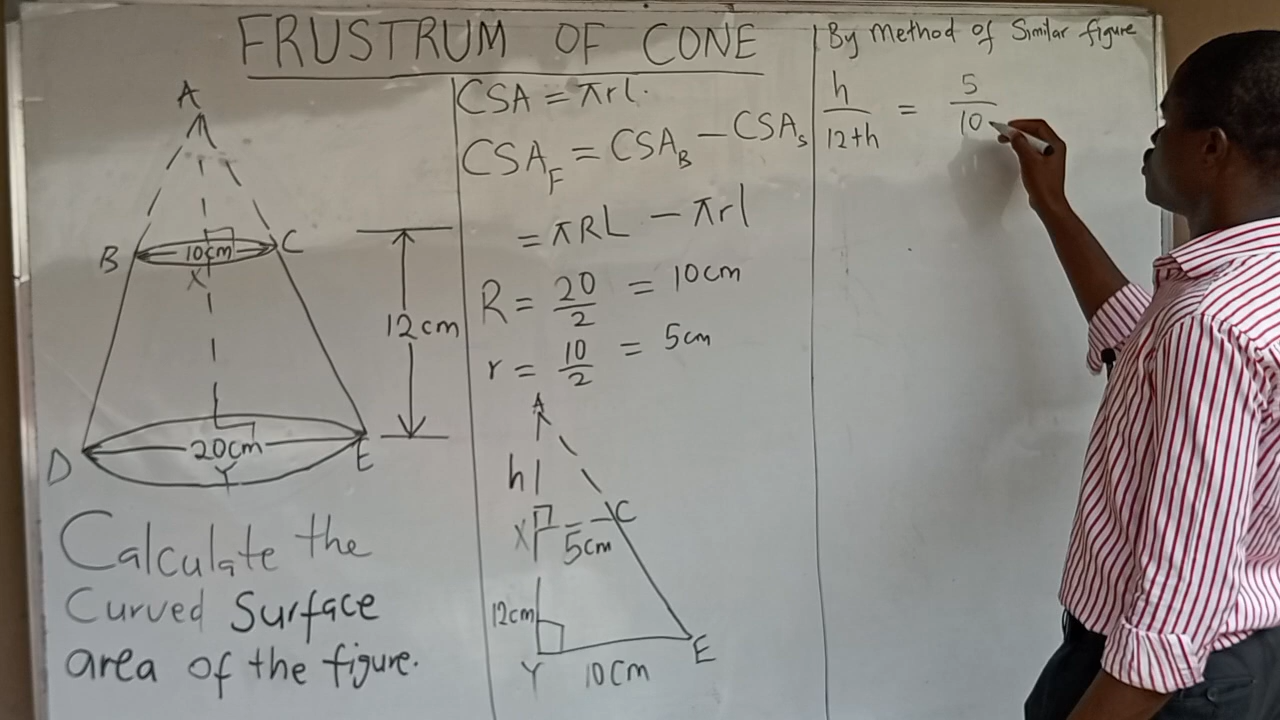 FRUSTRUM OF CONE
A
B
10cm
C
X
12cm
20cm
D
Y
E
Calculate the
Curved Surface
area of the figure.
CSA = πrl.
CSA_F = CSA_B − CSA_s
= πRL − πrl
R = 20/2 = 10cm
r = 10/2 = 5cm
A
h
X
C
5cm
12cm
Y
10cm
E
By Method of Similar figure
h/12+h = 5/10